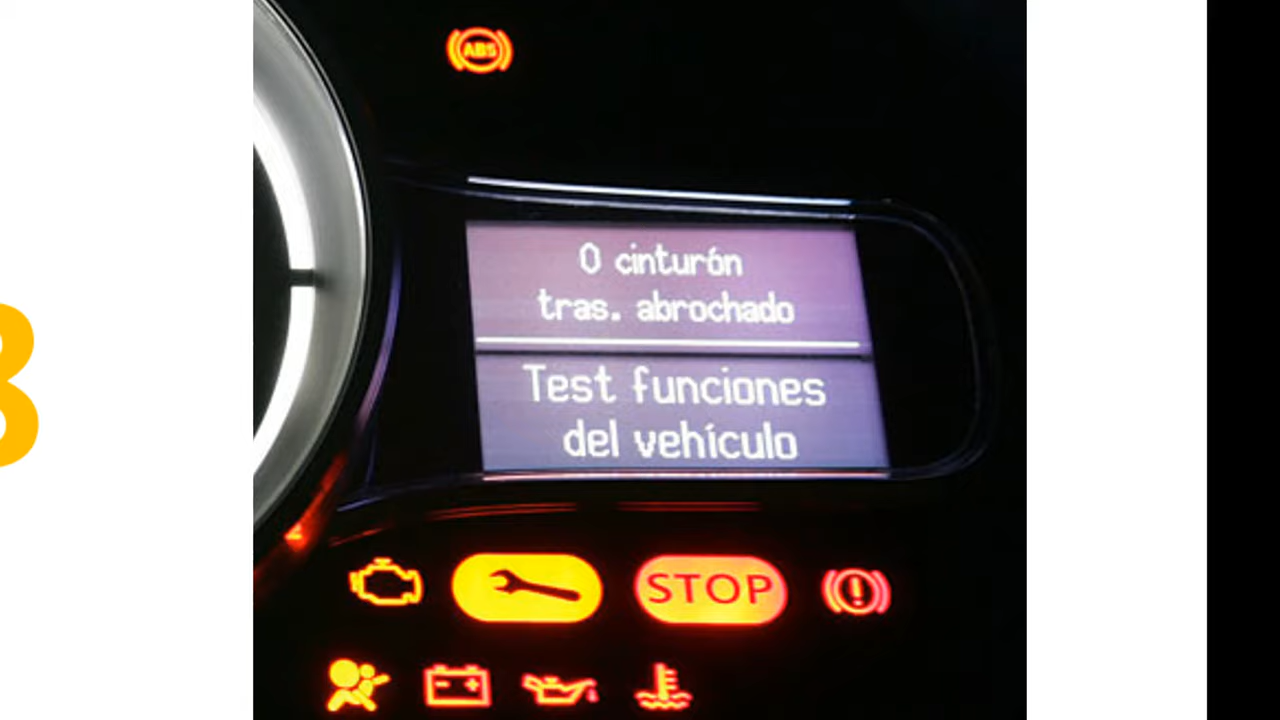 ABS
0 cinturón
tras. abrochado
Test funciones
del vehículo
STOP